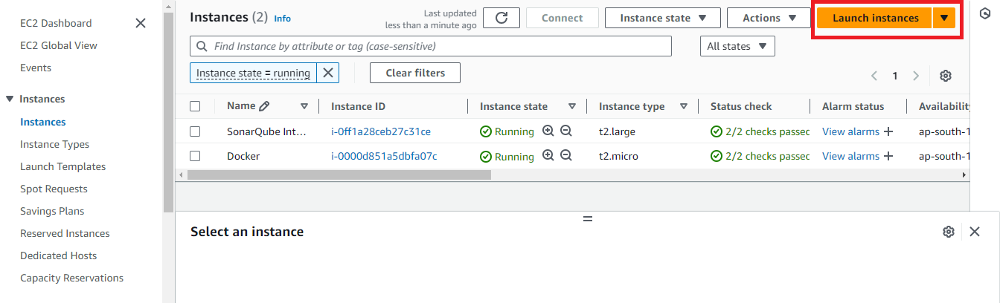 EC2 Dashboard
EC2 Global View
Events
Instances
Instances
Instance Types
Launch Templates
Spot Requests
Savings Plans
Reserved Instances
Dedicated Hosts
Capacity Reservations
Instances (2) Info
Last updated
less than a minute ago
Connect
Instance state
Actions
Launch instances
Find Instance by attribute or tag (case-sensitive)
All states
Instance state = running
Clear filters
1
Name Instance ID Instance state Instance type Status check Alarm status Availability
SonarQube Int... i-0ff1a28ceb27c31ce Running t2.large 2/2 checks passed View alarms ap-south-1
Docker i-0000d851a5dbfa07c Running t2.micro 2/2 checks passed View alarms ap-south-1
Select an instance